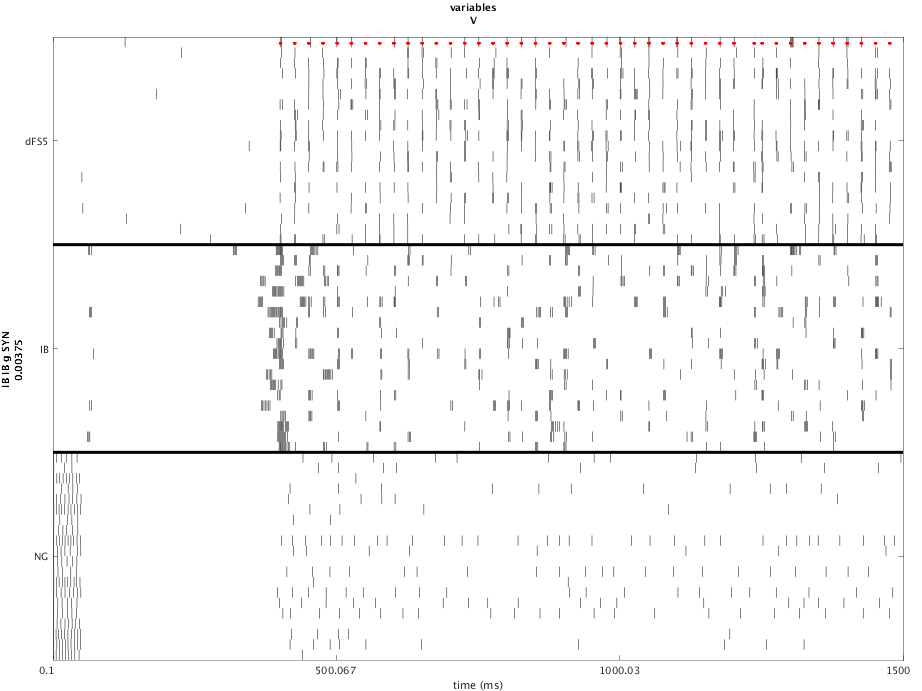 variables
V
dFS5
IB IB g SYN
0.00375
IB
NG
0.1
500.067
1000.03
1500
time (ms)